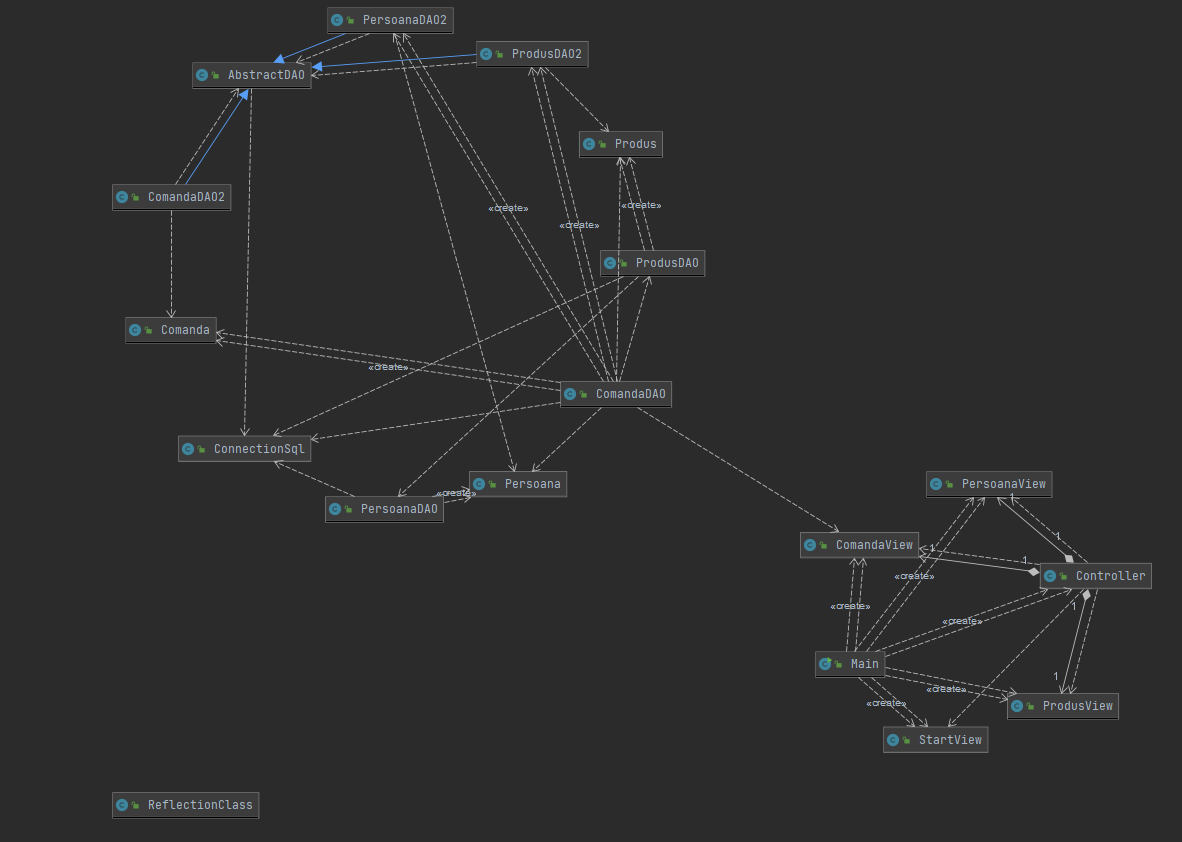 PersoanaDAO2
ProdusDAO2
AbstractDAO
Produs
ComandaDAO2
«create»
«create»
«create»
ProdusDAO
Comanda
«create»
ComandaDAO
ConnectionSql
Persoana
PersoanaView
«create»
1
PersoanaDAO
1
ComandaView
1
1
Controller
«create»
«create»
1
«create»
Main
1
«create»
«create»
ProdusView
StartView
ReflectionClass